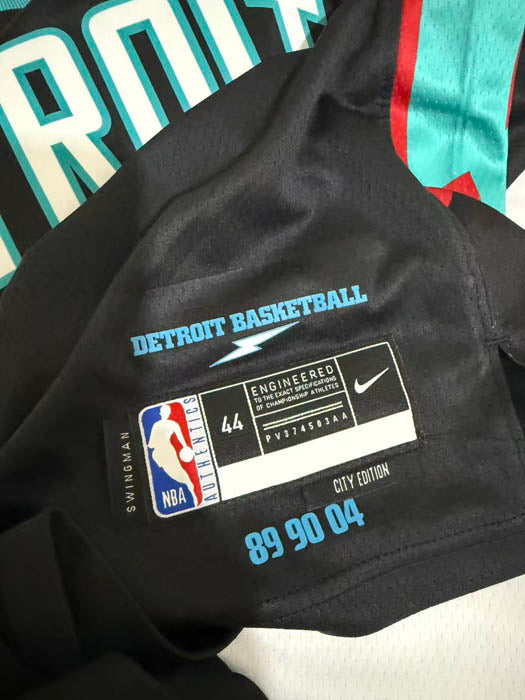 TROIT
DETROIT BASKETBALL
SWINGMAN
NBA
AUTHENTICS
44
ENGINEERED
TO THE EXACT SPECIFICATIONS
OF CHAMPIONSHIP ATHLETES
PV374503AA
CITY EDITION
89 90 04